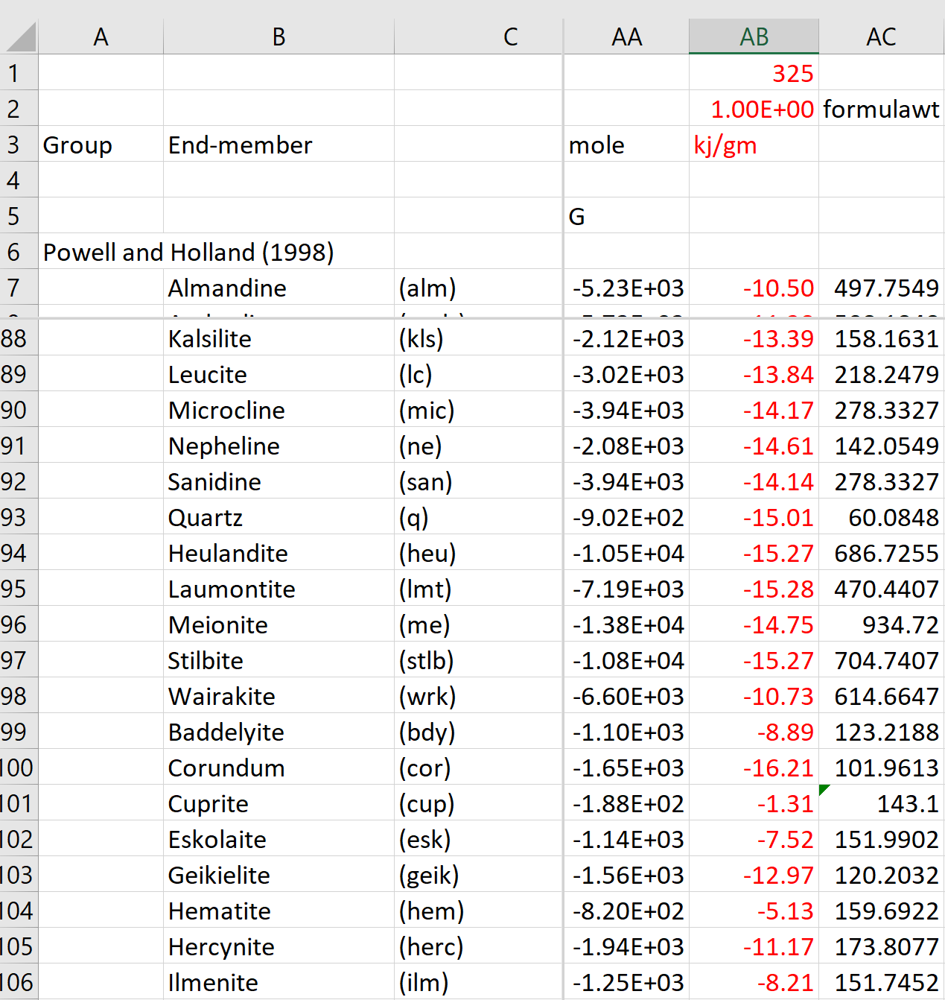 A B C AA AB AC
1 325
2 1.00E+00 formulawt
3 Group End-member mole kj/gm
4
5 G
6 Powell and Holland (1998)
7 Almandine (alm) -5.23E+03 -10.50 497.7549
88 Kalsilite (kls) -2.12E+03 -13.39 158.1631
89 Leucite (lc) -3.02E+03 -13.84 218.2479
90 Microcline (mic) -3.94E+03 -14.17 278.3327
91 Nepheline (ne) -2.08E+03 -14.61 142.0549
92 Sanidine (san) -3.94E+03 -14.14 278.3327
93 Quartz (q) -9.02E+02 -15.01 60.0848
94 Heulandite (heu) -1.05E+04 -15.27 686.7255
95 Laumontite (lmt) -7.19E+03 -15.28 470.4407
96 Meionite (me) -1.38E+04 -14.75 934.72
97 Stilbite (stlb) -1.08E+04 -15.27 704.7407
98 Wairakite (wrk) -6.60E+03 -10.73 614.6647
99 Baddelyite (bdy) -1.10E+03 -8.89 123.2188
100 Corundum (cor) -1.65E+03 -16.21 101.9613
101 Cuprite (cup) -1.88E+02 -1.31 143.1
102 Eskolaite (esk) -1.14E+03 -7.52 151.9902
103 Geikielite (geik) -1.56E+03 -12.97 120.2032
104 Hematite (hem) -8.20E+02 -5.13 159.6922
105 Hercynite (herc) -1.94E+03 -11.17 173.8077
106 Ilmenite (ilm) -1.25E+03 -8.21 151.7452